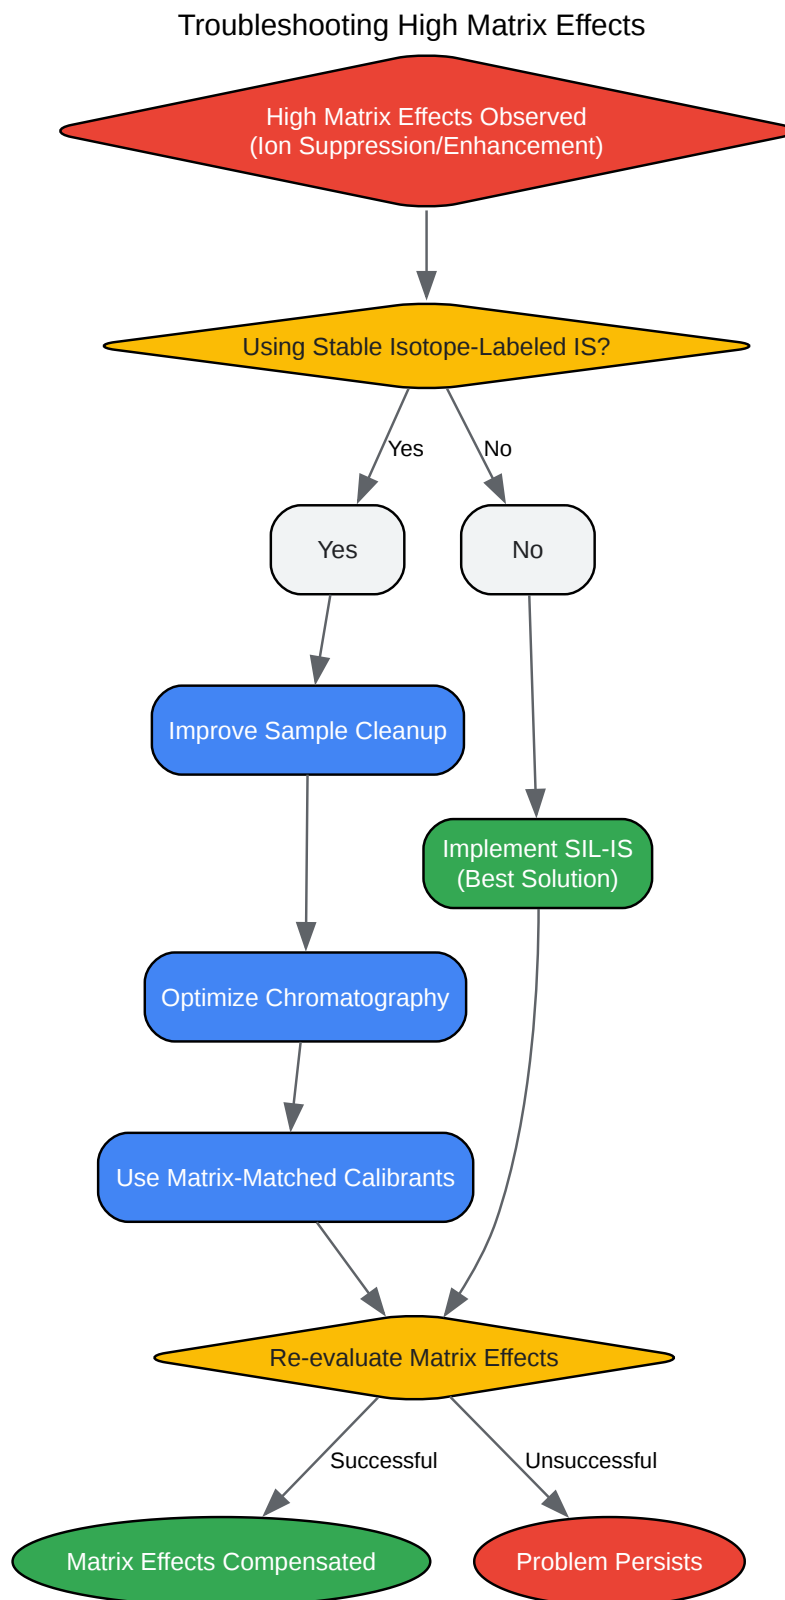 Troubleshooting High Matrix Effects
High Matrix Effects Observed
(Ion Suppression/Enhancement)
Using Stable Isotope-Labeled IS?
Yes
No
Yes
No
Improve Sample Cleanup
Implement SIL-IS
(Best Solution)
Optimize Chromatography
Use Matrix-Matched Calibrants
Re-evaluate Matrix Effects
Successful
Unsuccessful
Matrix Effects Compensated
Problem Persists